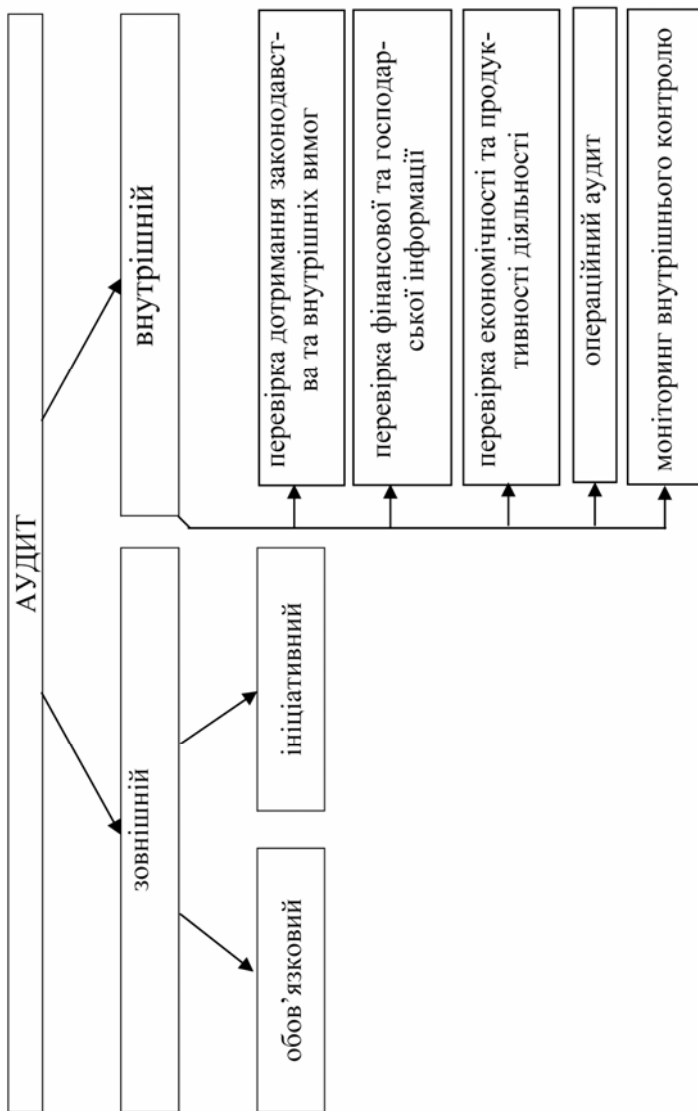 АУДИТ
зовнішній
внутрішній
обов’язковий
ініціативний
перевірка дотримання законодавст-
ва та внутрішніх вимог
перевірка фінансової та господар-
ської інформації
перевірка економічності та продук-
тивності діяльності
операційний аудит
моніторинг внутрішнього контролю